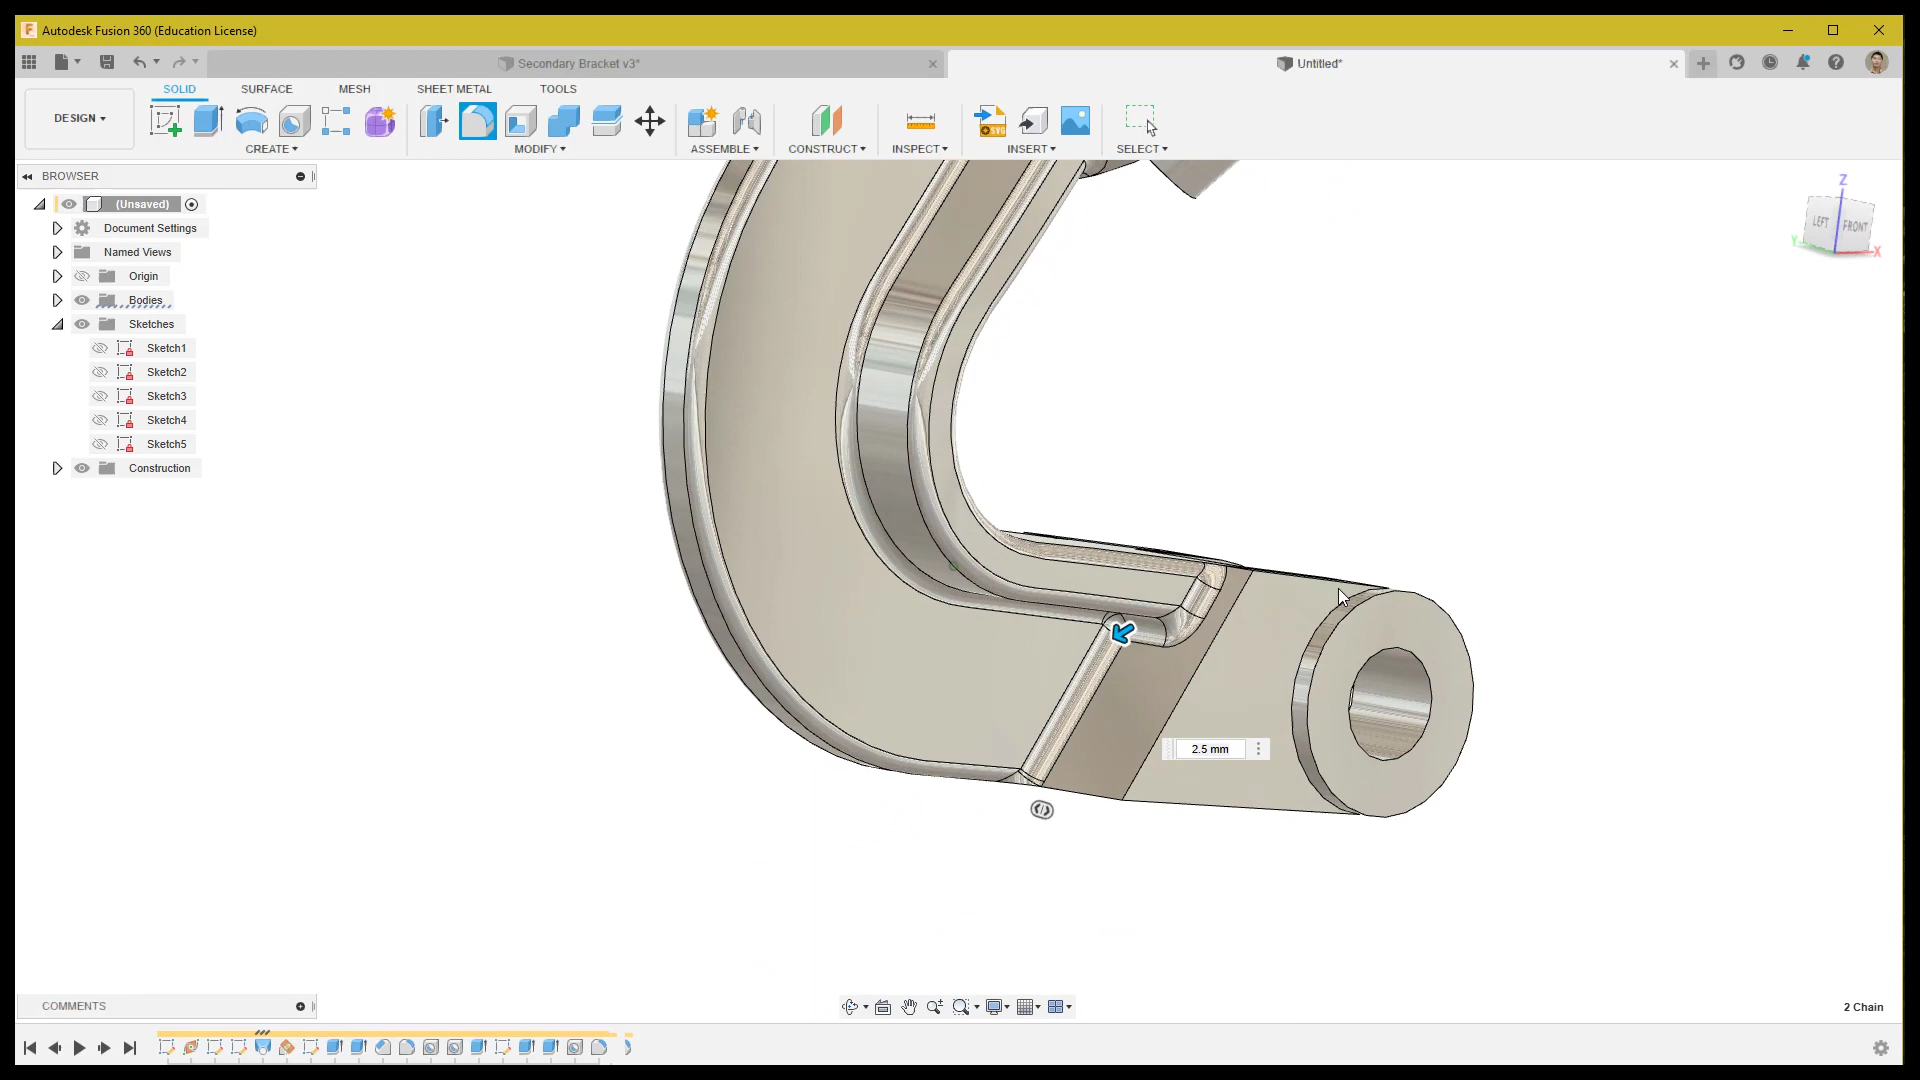 Autodesk Fusion 360 (Education License)
Secondary Bracket v3*
Untitled*
SOLID
SURFACE
MESH
SHEET METAL
TOOLS
DESIGN
CREATE
MODIFY
ASSEMBLE
CONSTRUCT
INSPECT
INSERT
SELECT
SVG
BROWSER
(Unsaved)
Document Settings
Named Views
Origin
Bodies
Sketches
Sketch1
Sketch2
Sketch3
Sketch4
Sketch5
Construction
Z
LEFT
FRONT
Y
X
2.5 mm
COMMENTS
2 Chain